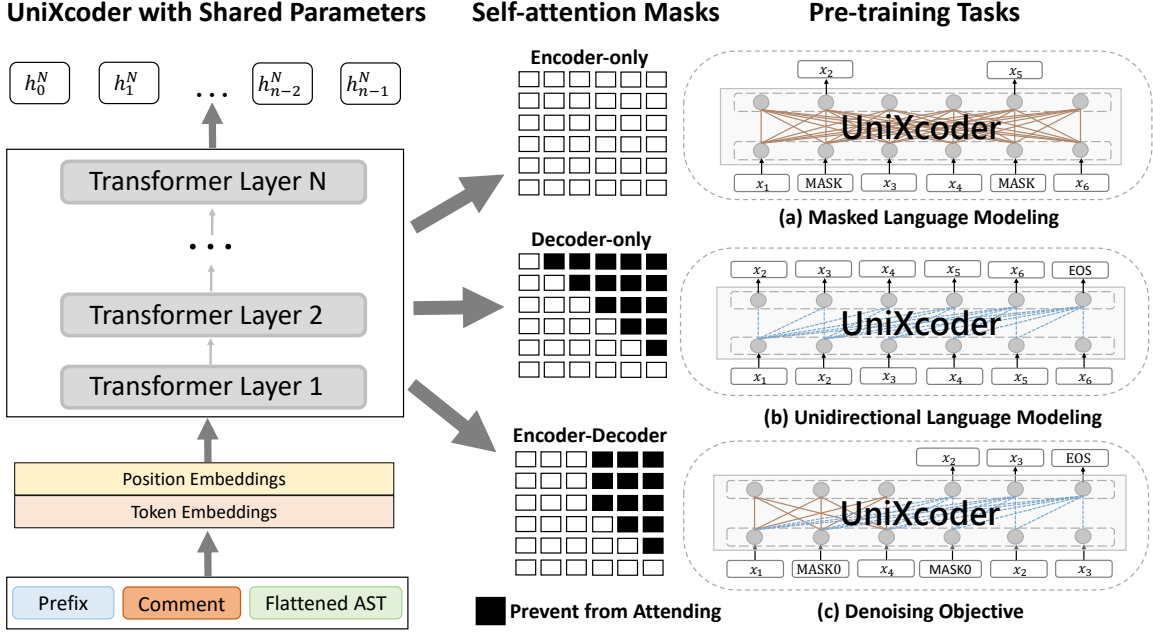 UniXcoder with Shared Parameters
h_0^N h_1^N ... h_{n-2}^N h_{n-1}^N
Transformer Layer N
...
Transformer Layer 2
Transformer Layer 1
Position Embeddings
Token Embeddings
Prefix Comment Flattened AST
Self-attention Masks
Encoder-only
Decoder-only
Encoder-Decoder
Prevent from Attending
Pre-training Tasks
x_2 x_5
UniXcoder
x_1 MASK x_3 x_4 MASK x_6
(a) Masked Language Modeling
x_2 x_3 x_4 x_5 x_6 EOS
UniXcoder
x_1 x_2 x_3 x_4 x_5 x_6
(b) Unidirectional Language Modeling
x_2 x_3 EOS
UniXcoder
x_1 MASK0 x_4 MASK0 x_2 x_3
(c) Denoising Objective